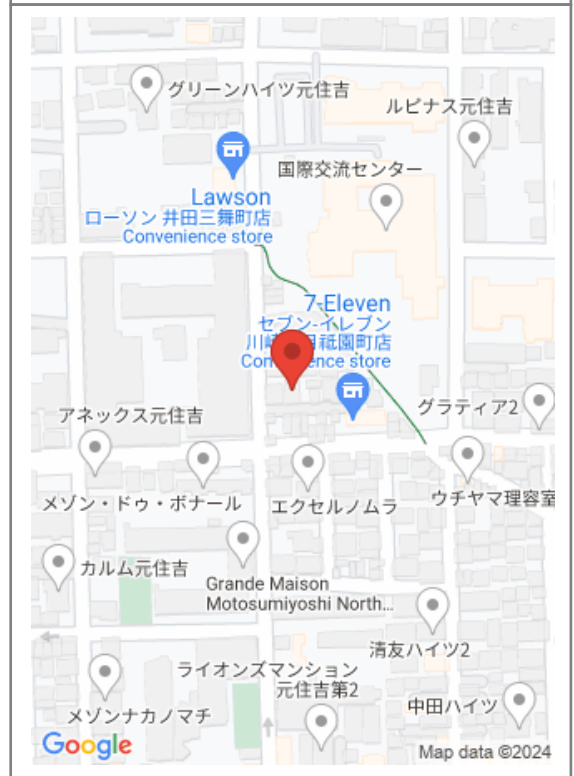 グリーンハイツ元住吉
ルピナス元住吉
国際交流センター
Lawson
ローソン 井田三舞町店
Convenience store
7-Eleven
セブン-イレブン
祗園町店
store
グラティア2
アネックス元住吉
メゾン・ドゥ・ボナール
エクセルノムラ
ウチヤマ理容室
カルム元住吉
Grande Maison
Motosumiyoshi North...
清友ハイツ2
ライオンズマンション
元住吉第2
中田ハイツ
メゾンナカノマチ
Google
Map data ©2024